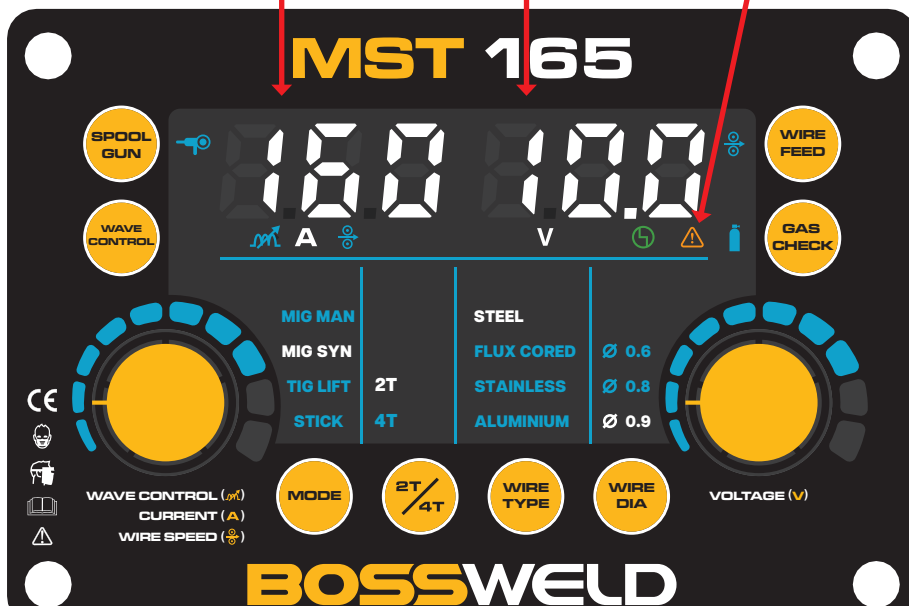 MST 165
SPOOL
GUN
160
10.0
WIRE
FEED
WAVE
CONTROL
A
V
GAS
CHECK
MIG MAN
STEEL
MIG SYN
FLUX CORED
Ø 0.6
TIG LIFT
2T
STAINLESS
Ø 0.8
STICK
4T
ALUMINIUM
Ø 0.9
CE
WAVE CONTROL ( )
CURRENT (A)
WIRE SPEED ( )
MODE
2T/4T
WIRE
TYPE
WIRE
DIA
VOLTAGE (V)
BOSSWELD